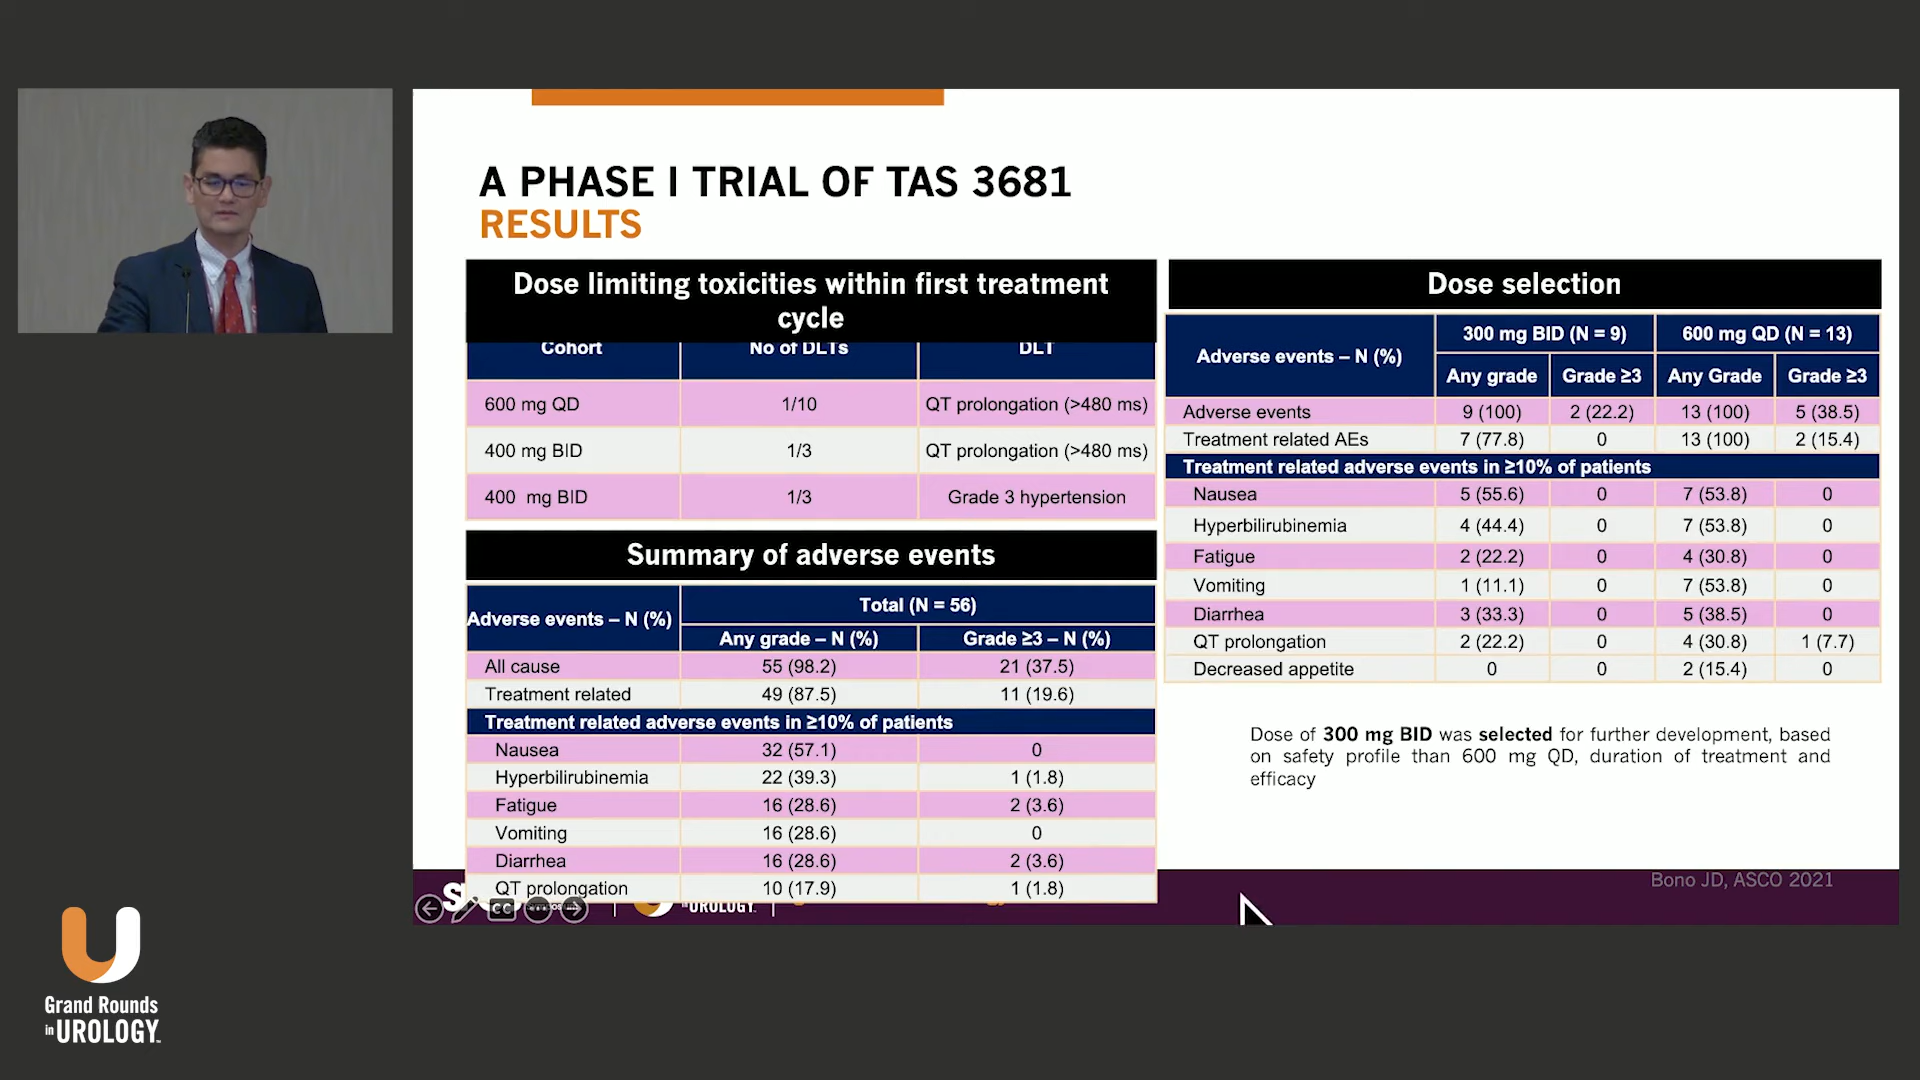 A PHASE I TRIAL OF TAS 3681
RESULTS
Dose limiting toxicities within first treatment
cycle
Cohort No of DLTs DLT
600 mg QD 1/10 QT prolongation (>480 ms)
400 mg BID 1/3 QT prolongation (>480 ms)
400 mg BID 1/3 Grade 3 hypertension
Summary of adverse events
Adverse events – N (%) Total (N = 56)
Any grade – N (%) Grade ≥3 – N (%)
All cause 55 (98.2) 21 (37.5)
Treatment related 49 (87.5) 11 (19.6)
Treatment related adverse events in ≥10% of patients
Nausea 32 (57.1) 0
Hyperbilirubinemia 22 (39.3) 1 (1.8)
Fatigue 16 (28.6) 2 (3.6)
Vomiting 16 (28.6) 0
Diarrhea 16 (28.6) 2 (3.6)
QT prolongation 10 (17.9) 1 (1.8)
Dose selection
Adverse events – N (%) 300 mg BID (N = 9) 600 mg QD (N = 13)
Any grade Grade ≥3 Any Grade Grade ≥3
Adverse events 9 (100) 2 (22.2) 13 (100) 5 (38.5)
Treatment related AEs 7 (77.8) 0 13 (100) 2 (15.4)
Treatment related adverse events in ≥10% of patients
Nausea 5 (55.6) 0 7 (53.8) 0
Hyperbilirubinemia 4 (44.4) 0 7 (53.8) 0
Fatigue 2 (22.2) 0 4 (30.8) 0
Vomiting 1 (11.1) 0 7 (53.8) 0
Diarrhea 3 (33.3) 0 5 (38.5) 0
QT prolongation 2 (22.2) 0 4 (30.8) 1 (7.7)
Decreased appetite 0 0 2 (15.4) 0
Dose of 300 mg BID was selected for further development, based
on safety profile than 600 mg QD, duration of treatment and
efficacy
Bono JD, ASCO 2021
CC
UROLOGY
Grand Rounds
in UROLOGY